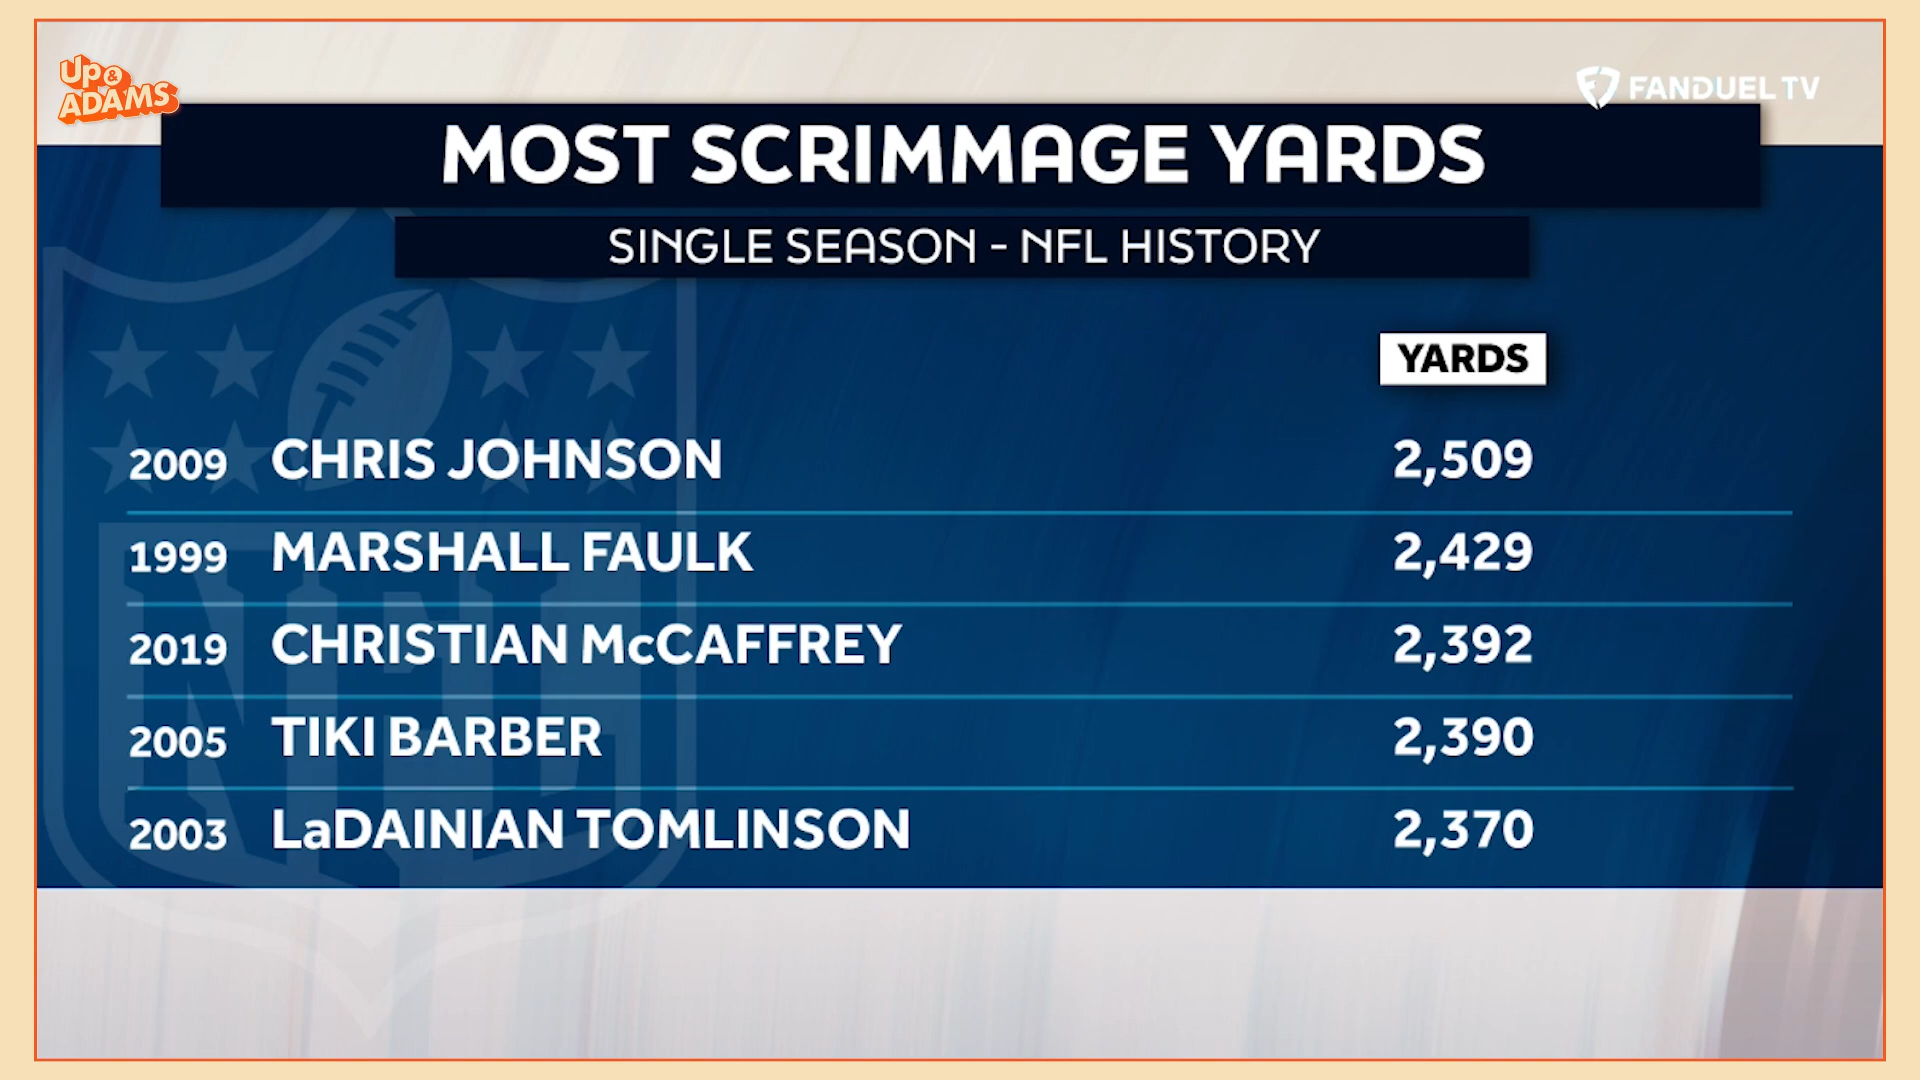 Up &
ADAMS
FANDUEL TV
MOST SCRIMMAGE YARDS
SINGLE SEASON - NFL HISTORY
YARDS
2009 CHRIS JOHNSON 2,509
1999 MARSHALL FAULK 2,429
2019 CHRISTIAN McCAFFREY 2,392
2005 TIKI BARBER 2,390
2003 LaDAINIAN TOMLINSON 2,370
NFL